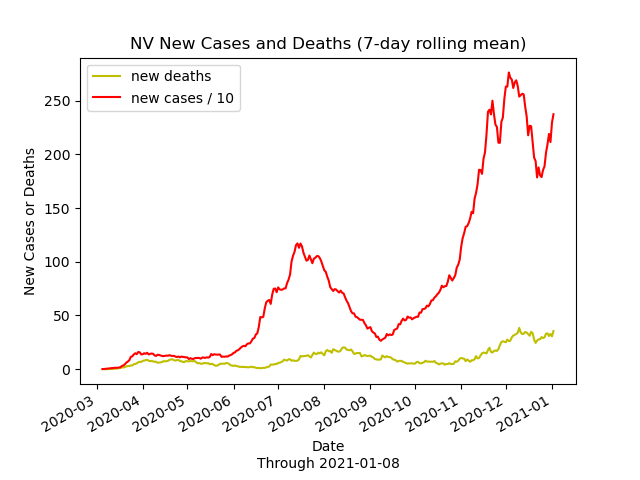 NV New Cases and Deaths (7-day rolling mean)
new deaths
new cases / 10
New Cases or Deaths
250
200
150
100
50
0
2020-03
2020-04
2020-05
2020-06
2020-07
2020-08
2020-09
2020-10
2020-11
2020-12
2021-01
Date
Through 2021-01-08